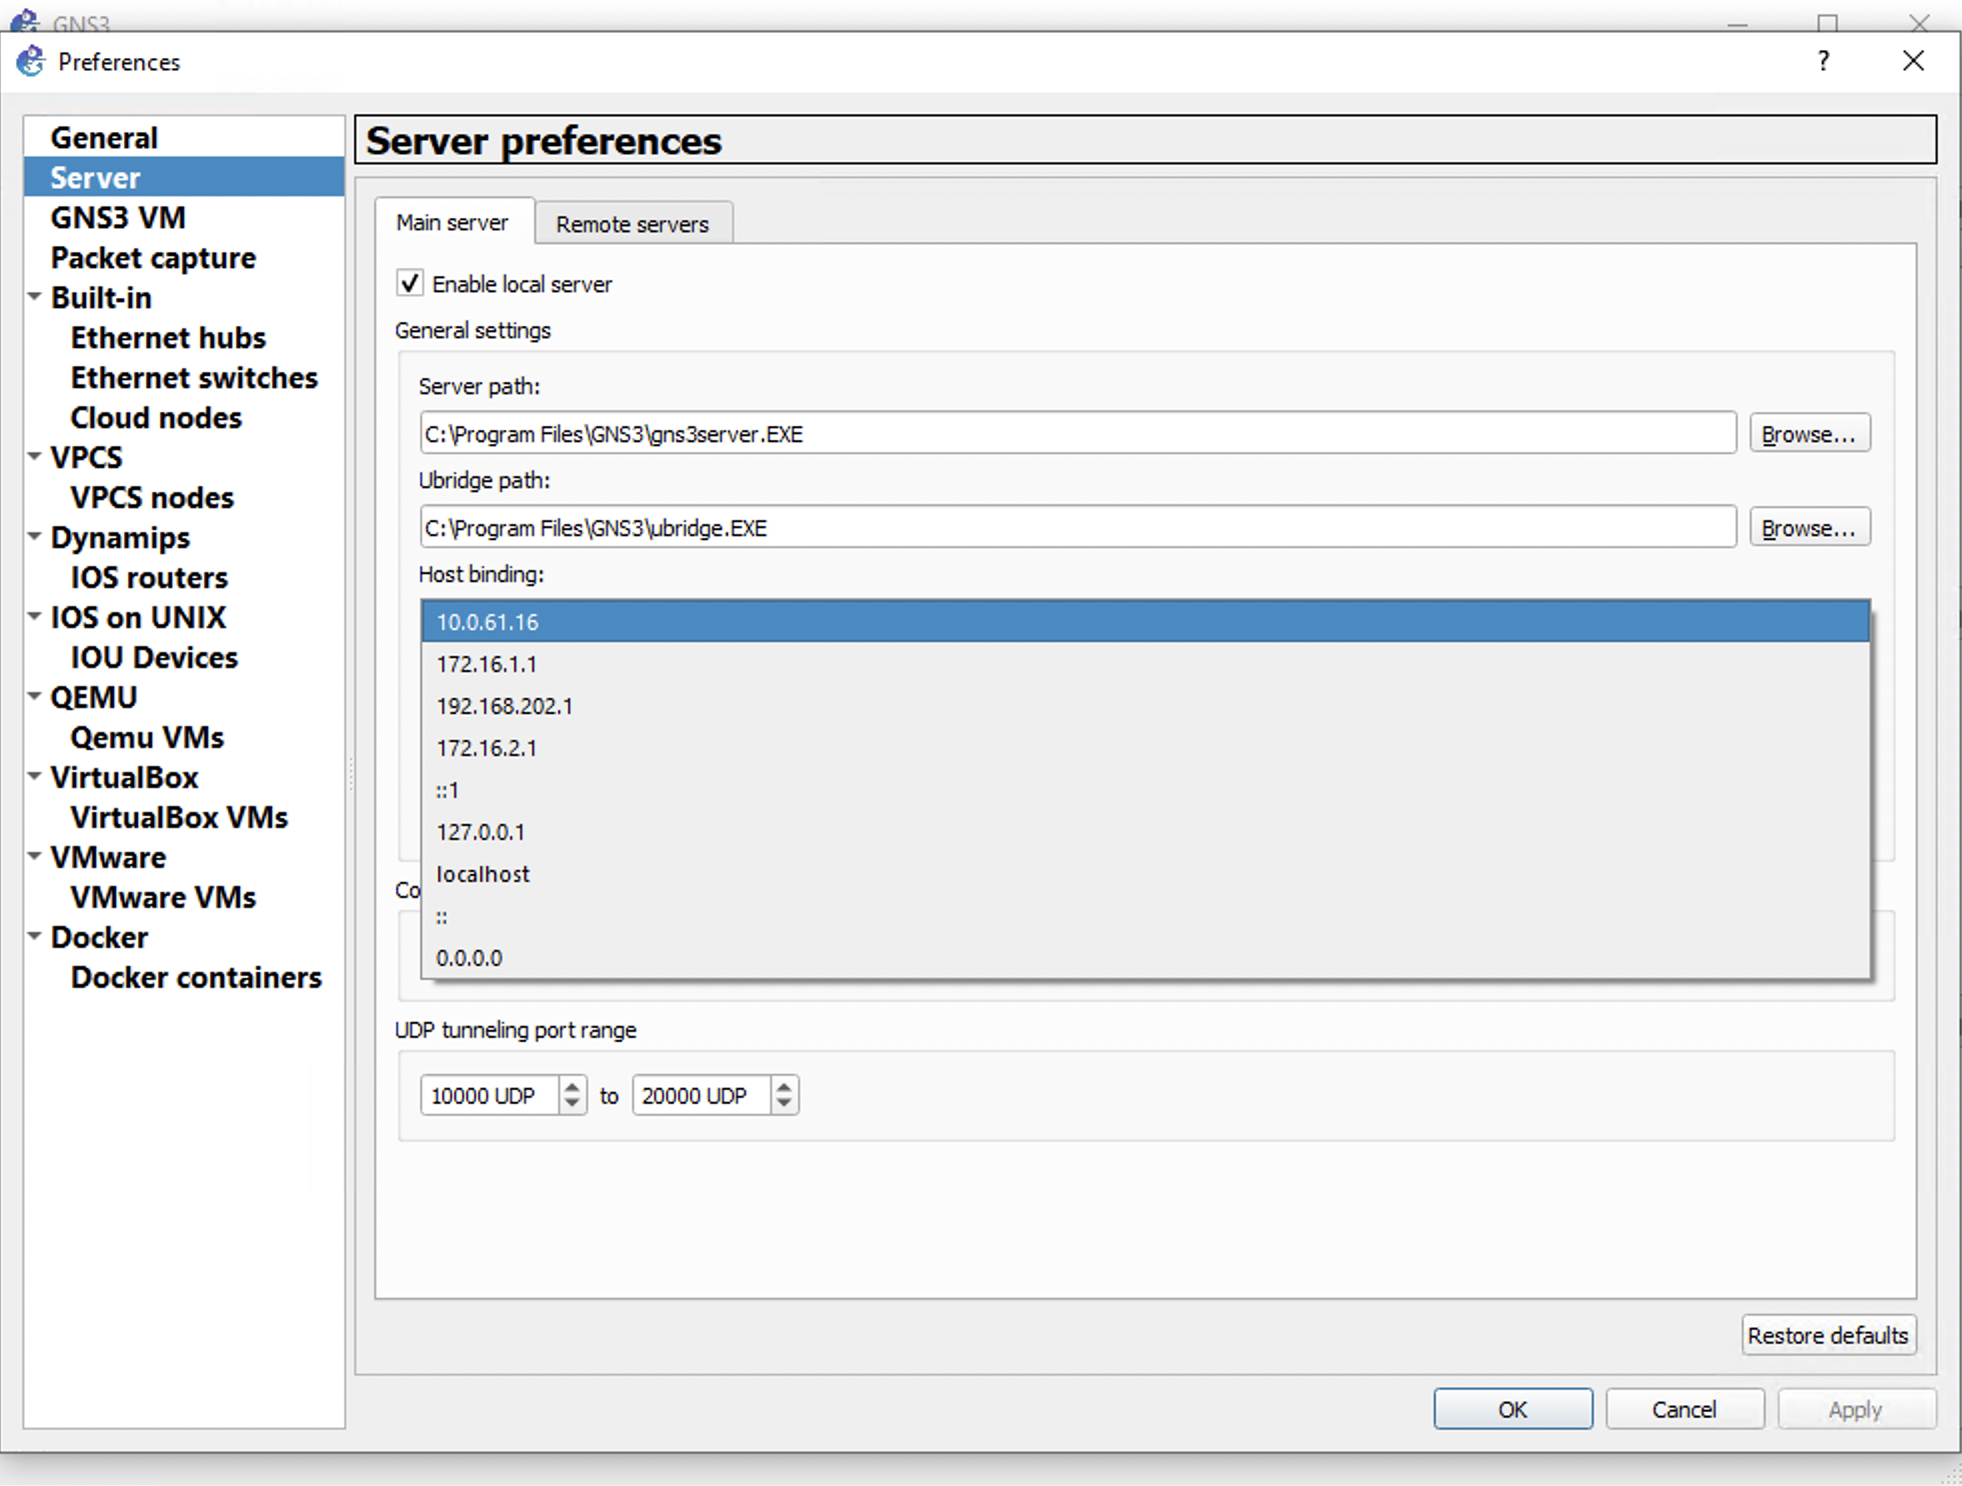 GNS3
Preferences
?
General
Server
GNS3 VM
Packet capture
Built-in
Ethernet hubs
Ethernet switches
Cloud nodes
VPCS
VPCS nodes
Dynamips
IOS routers
IOS on UNIX
IOU Devices
QEMU
Qemu VMs
VirtualBox
VirtualBox VMs
VMware
VMware VMs
Docker
Docker containers
Server preferences
Main server
Remote servers
Enable local server
General settings
Server path:
C:\Program Files\GNS3\gns3server.EXE
Browse...
Ubridge path:
C:\Program Files\GNS3\ubridge.EXE
Browse...
Host binding:
10.0.61.16
172.16.1.1
192.168.202.1
172.16.2.1
::1
127.0.0.1
localhost
::
0.0.0.0
Co
UDP tunneling port range
10000 UDP to 20000 UDP
Restore defaults
OK
Cancel
Apply